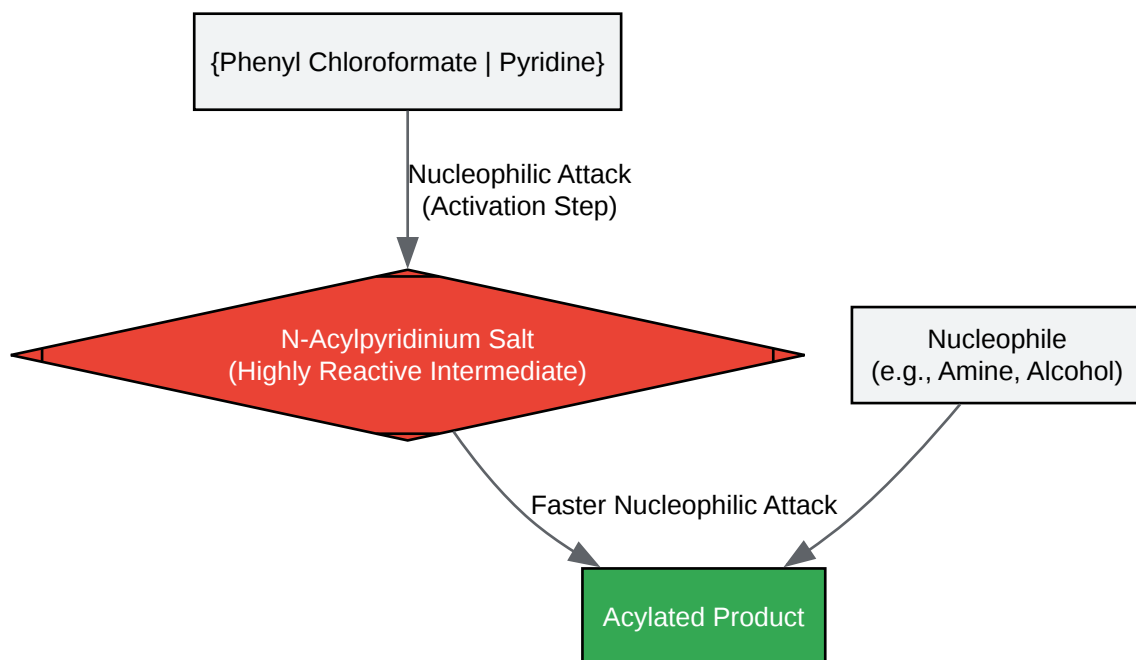 {Phenyl Chloroformate | Pyridine}
Nucleophilic Attack
(Activation Step)
N-Acylpyridinium Salt
(Highly Reactive Intermediate)
Nucleophile
(e.g., Amine, Alcohol)
Faster Nucleophilic Attack
Acylated Product